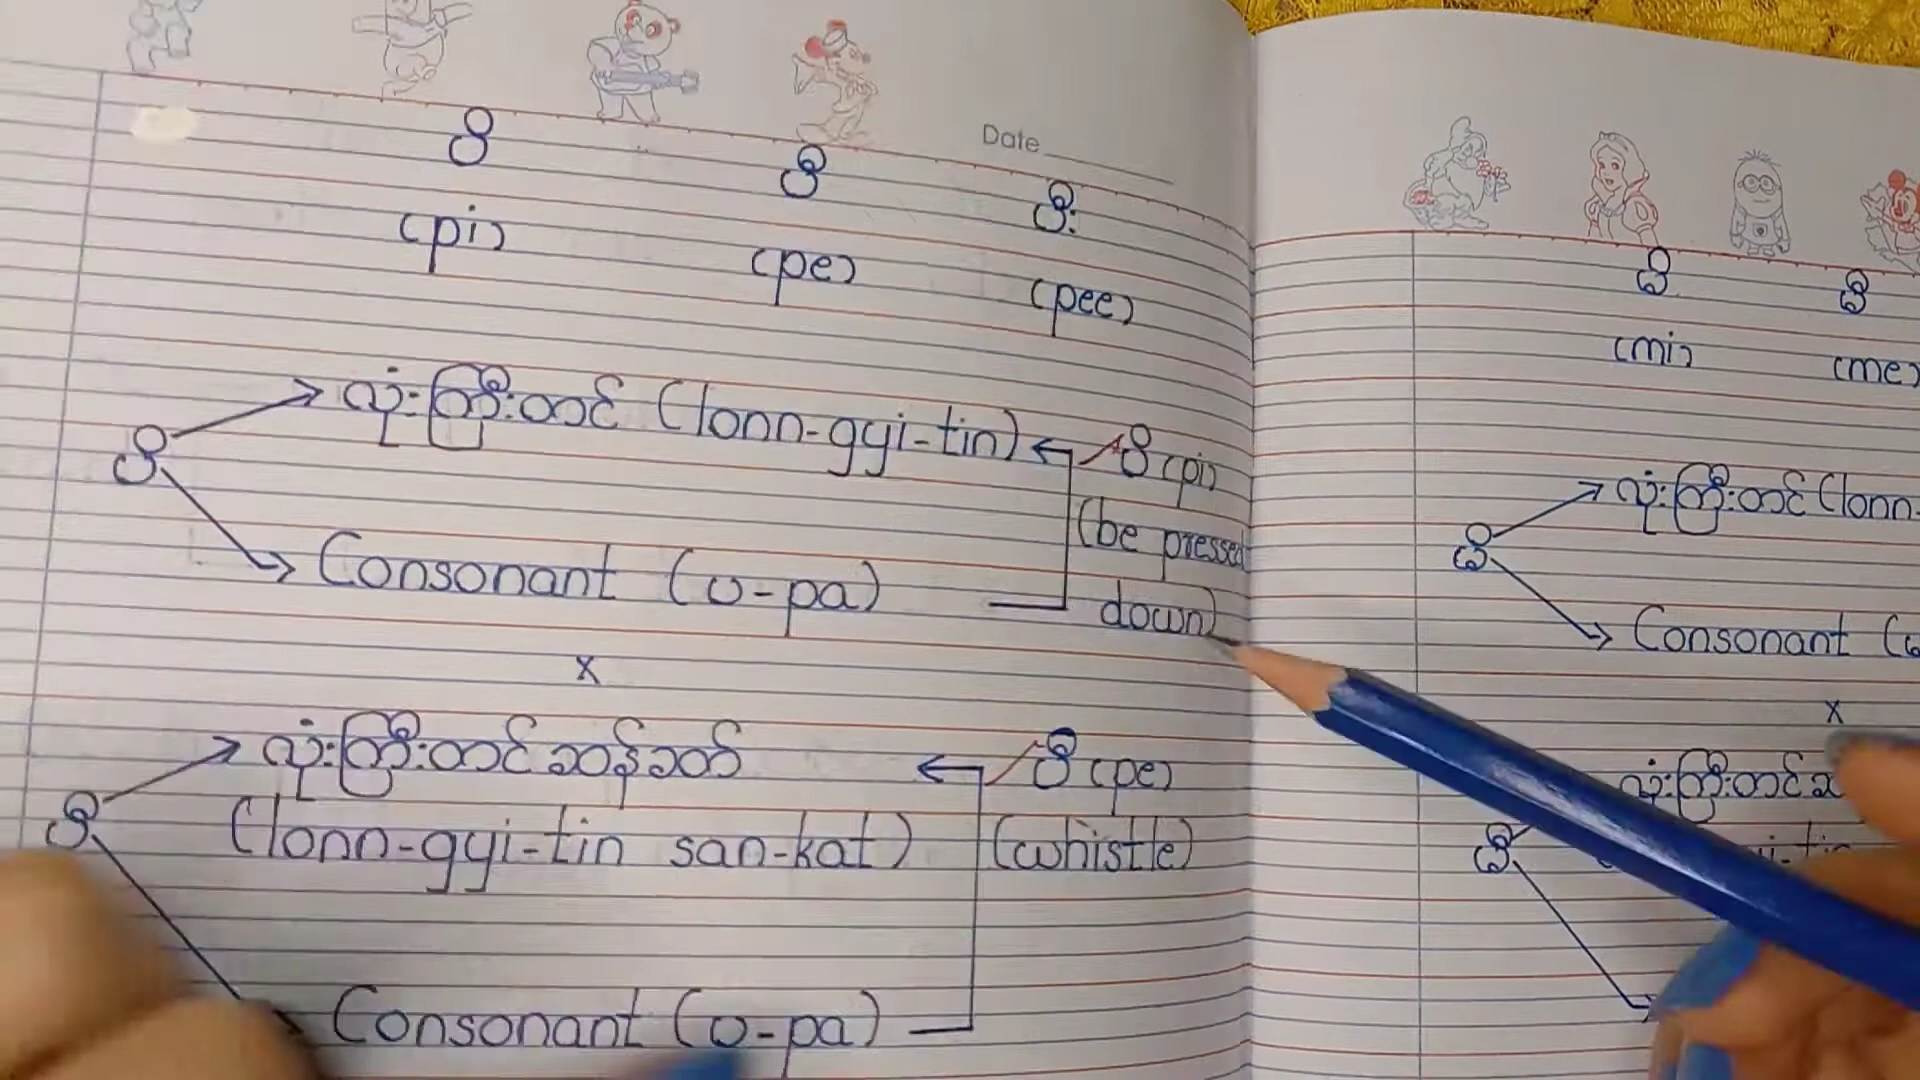 Date
ပိ ပီ ပီး
(pi) (pe) (pee)
ပိ
လုံးကြီးတင် (lonn-gyi-tin)
ပိ (pi)
(be pressed
down)
Consonant (ပ-pa)
x
ပီ
လုံးကြီးတင်ဆန်ခတ်
(lonn-gyi-tin san-kat)
ပီ (pe)
(whistle)
Consonant (ပ-pa)
မိ မီ
(mi) (me)
မိ
လုံးကြီးတင် (lonn-
Consonant (
x
မီ
လုံးကြီးတင်